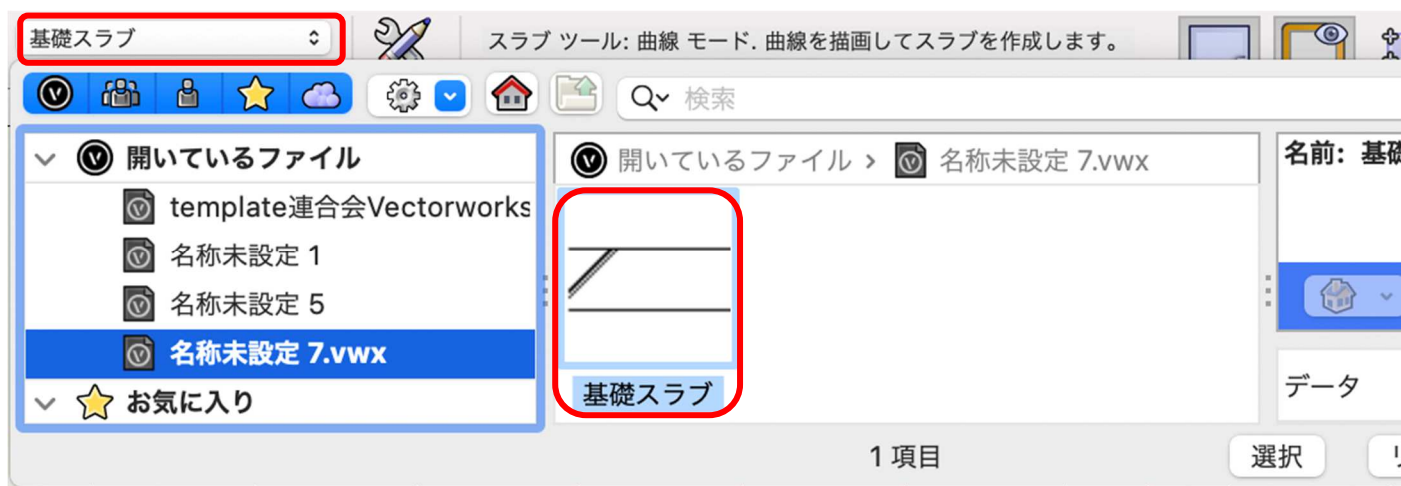 基礎スラブ
スラブ ツール: 曲線 モード. 曲線を描画してスラブを作成します。
検索
開いているファイル
template連合会Vectorworks
名称未設定 1
名称未設定 5
名称未設定 7.vwx
お気に入り
開いているファイル › 名称未設定 7.vwx
基礎スラブ
名前: 基礎
データ
1 項目
選択